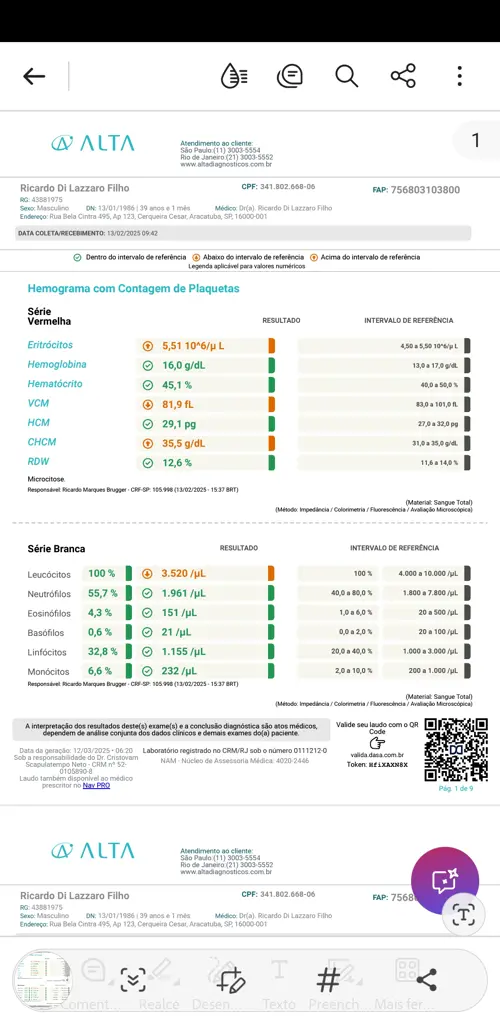 1
ALTA
Atendimento ao cliente:
São Paulo:(11) 3003-5554
Rio de Janeiro:(21) 3003-5552
www.altadiagnosticos.com.br
Ricardo Di Lazzaro Filho CPF: 341.802.668-06 FAP: 756803103800
RG: 43881975
Sexo: Masculino DN: 13/01/1986 | 39 anos e 1 mês Médico: Dr(a). Ricardo Di Lazzaro Filho
Endereço: Rua Bela Cintra 495, Ap 123, Cerqueira Cesar, Aracatuba, SP, 16000-001
DATA COLETA/RECEBIMENTO: 13/02/2025 09:42
Dentro do intervalo de referência Abaixo do intervalo de referência Acima do intervalo de referência
Legenda aplicável para valores numéricos
Hemograma com Contagem de Plaquetas
Série
Vermelha RESULTADO INTERVALO DE REFERÊNCIA
Eritrócitos 5,51 10^6/µ L 4,50 a 5,50 10^6/µ L
Hemoglobina 16,0 g/dL 13,0 a 17,0 g/dL
Hematócrito 45,1 % 40,0 a 50,0 %
VCM 81,9 fL 83,0 a 101,0 fL
HCM 29,1 pg 27,0 a 32,0 pg
CHCM 35,5 g/dL 31,0 a 35,0 g/dL
RDW 12,6 % 11,6 a 14,0 %
Microcitose.
Responsável: Ricardo Marques Brugger - CRF-SP: 105.998 (13/02/2025 - 15:37 BRT)
(Material: Sangue Total)
(Método: Impedância / Colorimetria / Fluorescência / Avaliação Microscópica)
Série Branca RESULTADO INTERVALO DE REFERÊNCIA
Leucócitos 100 % 3.520 /µL 100 % 4.000 a 10.000 /µL
Neutrófilos 55,7 % 1.961 /µL 40,0 a 80,0 % 1.800 a 7.800 /µL
Eosinófilos 4,3 % 151 /µL 1,0 a 6,0 % 20 a 500 /µL
Basófilos 0,6 % 21 /µL 0,0 a 2,0 % 20 a 100 /µL
Linfócitos 32,8 % 1.155 /µL 20,0 a 40,0 % 1.000 a 3.000 /µL
Monócitos 6,6 % 232 /µL 2,0 a 10,0 % 200 a 1.000 /µL
Responsável: Ricardo Marques Brugger - CRF-SP: 105.998 (13/02/2025 - 15:37 BRT)
(Material: Sangue Total)
(Método: Impedância / Colorimetria / Fluorescência / Avaliação Microscópica)
A interpretação dos resultados deste(s) exame(s) e a conclusão diagnóstica são atos médicos,
dependem de análise conjunta dos dados clínicos e demais exames do(a) paciente.
Valide seu laudo com o QR
Code
valida.dasa.com.br
Token: HfiXAXN8X
Data da geração: 12/03/2025 • 06:20
Sob a responsabilidade do Dr. Cristovam
Scapulatempo Neto · CRM nº 52-
0105890-8
Laudo também disponível ao médico
prescritor no Nav PRO
Laboratório registrado no CRM/RJ sob o número 0111212-0
NAM - Núcleo de Assessoria Médica: 4020-2446
Pág. 1 de 9
ALTA
Atendimento ao cliente:
São Paulo:(11) 3003-5554
Rio de Janeiro:(21) 3003-5552
www.altadiagnosticos.com.br
Ricardo Di Lazzaro Filho CPF: 341.802.668-06 FAP: 7568
RG: 43881975
Sexo: Masculino DN: 13/01/1986 | 39 anos e 1 mês Médico: Dr(a). Ricardo Di Lazzaro Filho
Endereço: Rua Bela Cintra 495, Ap 123, Cerqueira Cesar, Aracatuba, SP, 16000-001
T
Coment... Realce Desen... Texto Preench Mais fer...